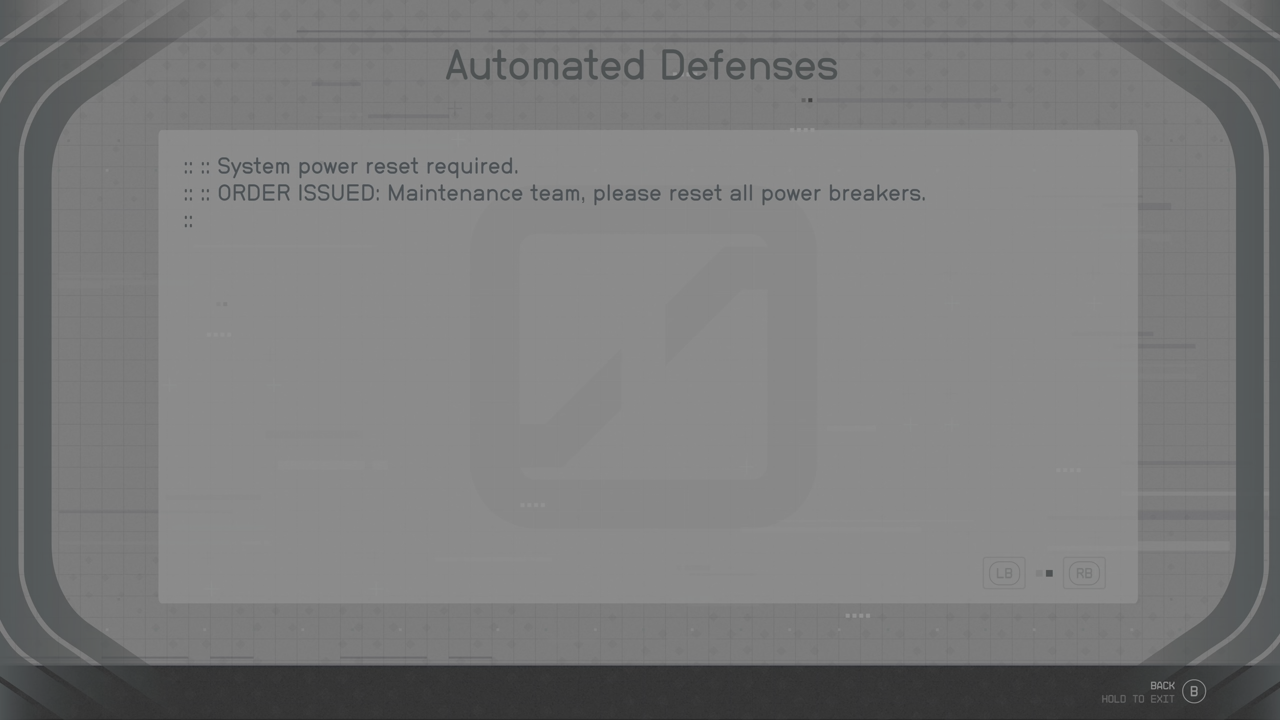 Automated Defenses
:: :: System power reset required.
:: :: ORDER ISSUED: Maintenance team, please reset all power breakers.
::
LB RB
BACK
HOLD TO EXIT B